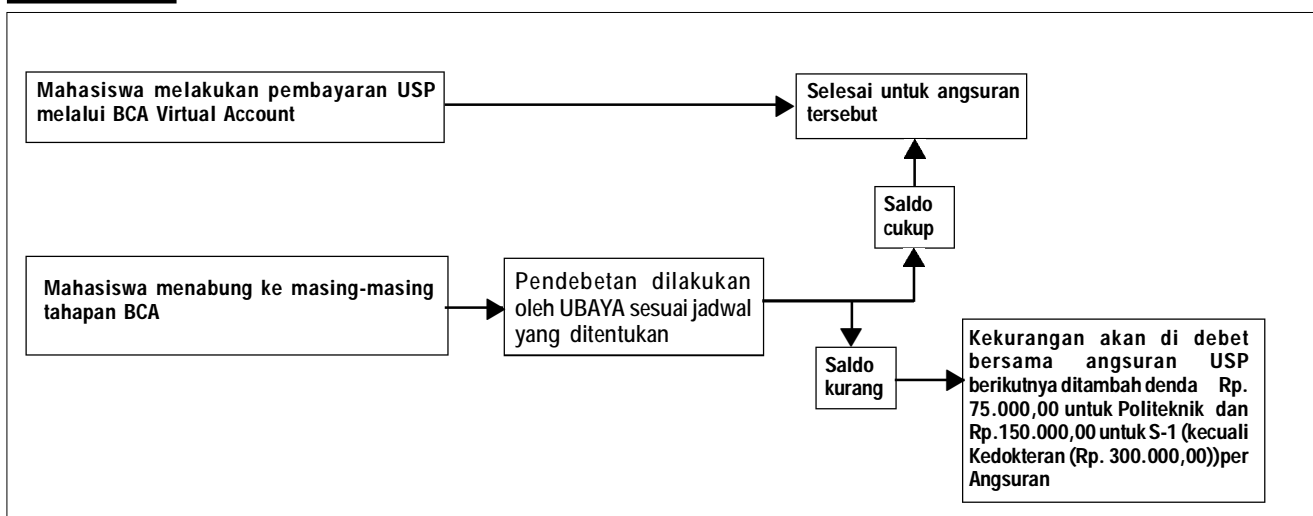 Mahasiswa melakukan pembayaran USP
melalui BCA Virtual Account
Selesai untuk angsuran
tersebut
Saldo
cukup
Mahasiswa menabung ke masing-masing
tahapan BCA
Pendebetan dilakukan
oleh UBAYA sesuai jadwal
yang ditentukan
Saldo
kurang
Kekurangan akan di debet
bersama angsuran USP
berikutnya ditambah denda Rp.
75.000,00 untuk Politeknik dan
Rp.150.000,00 untuk S-1 (kecuali
Kedokteran (Rp. 300.000,00))per
Angsuran